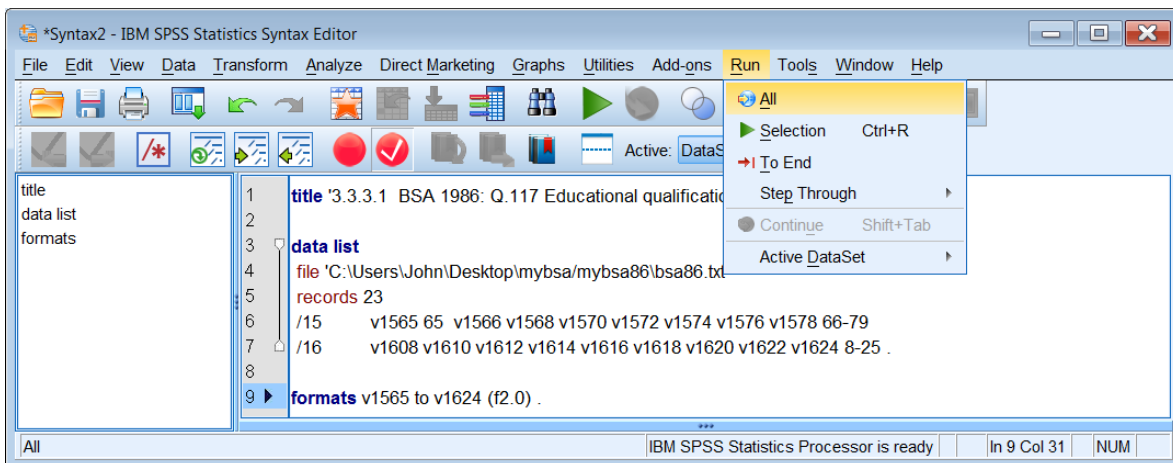 *Syntax2 - IBM SPSS Statistics Syntax Editor
File Edit View Data Transform Analyze Direct Marketing Graphs Utilities Add-ons Run Tools Window Help
All
Selection Ctrl+R
To End
Step Through
Continue Shift+Tab
Active DataSet
/*
Active: DataS
title
data list
formats
1 title '3.3.3.1 BSA 1986: Q.117 Educational qualificatio
2
3 data list
4 file 'C:\Users\John\Desktop\mybsa/mybsa86\bsa86.txt'
5 records 23
6 /15 v1565 65 v1566 v1568 v1570 v1572 v1574 v1576 v1578 66-79
7 /16 v1608 v1610 v1612 v1614 v1616 v1618 v1620 v1622 v1624 8-25 .
8
9 formats v1565 to v1624 (f2.0) .
All
IBM SPSS Statistics Processor is ready
In 9 Col 31
NUM